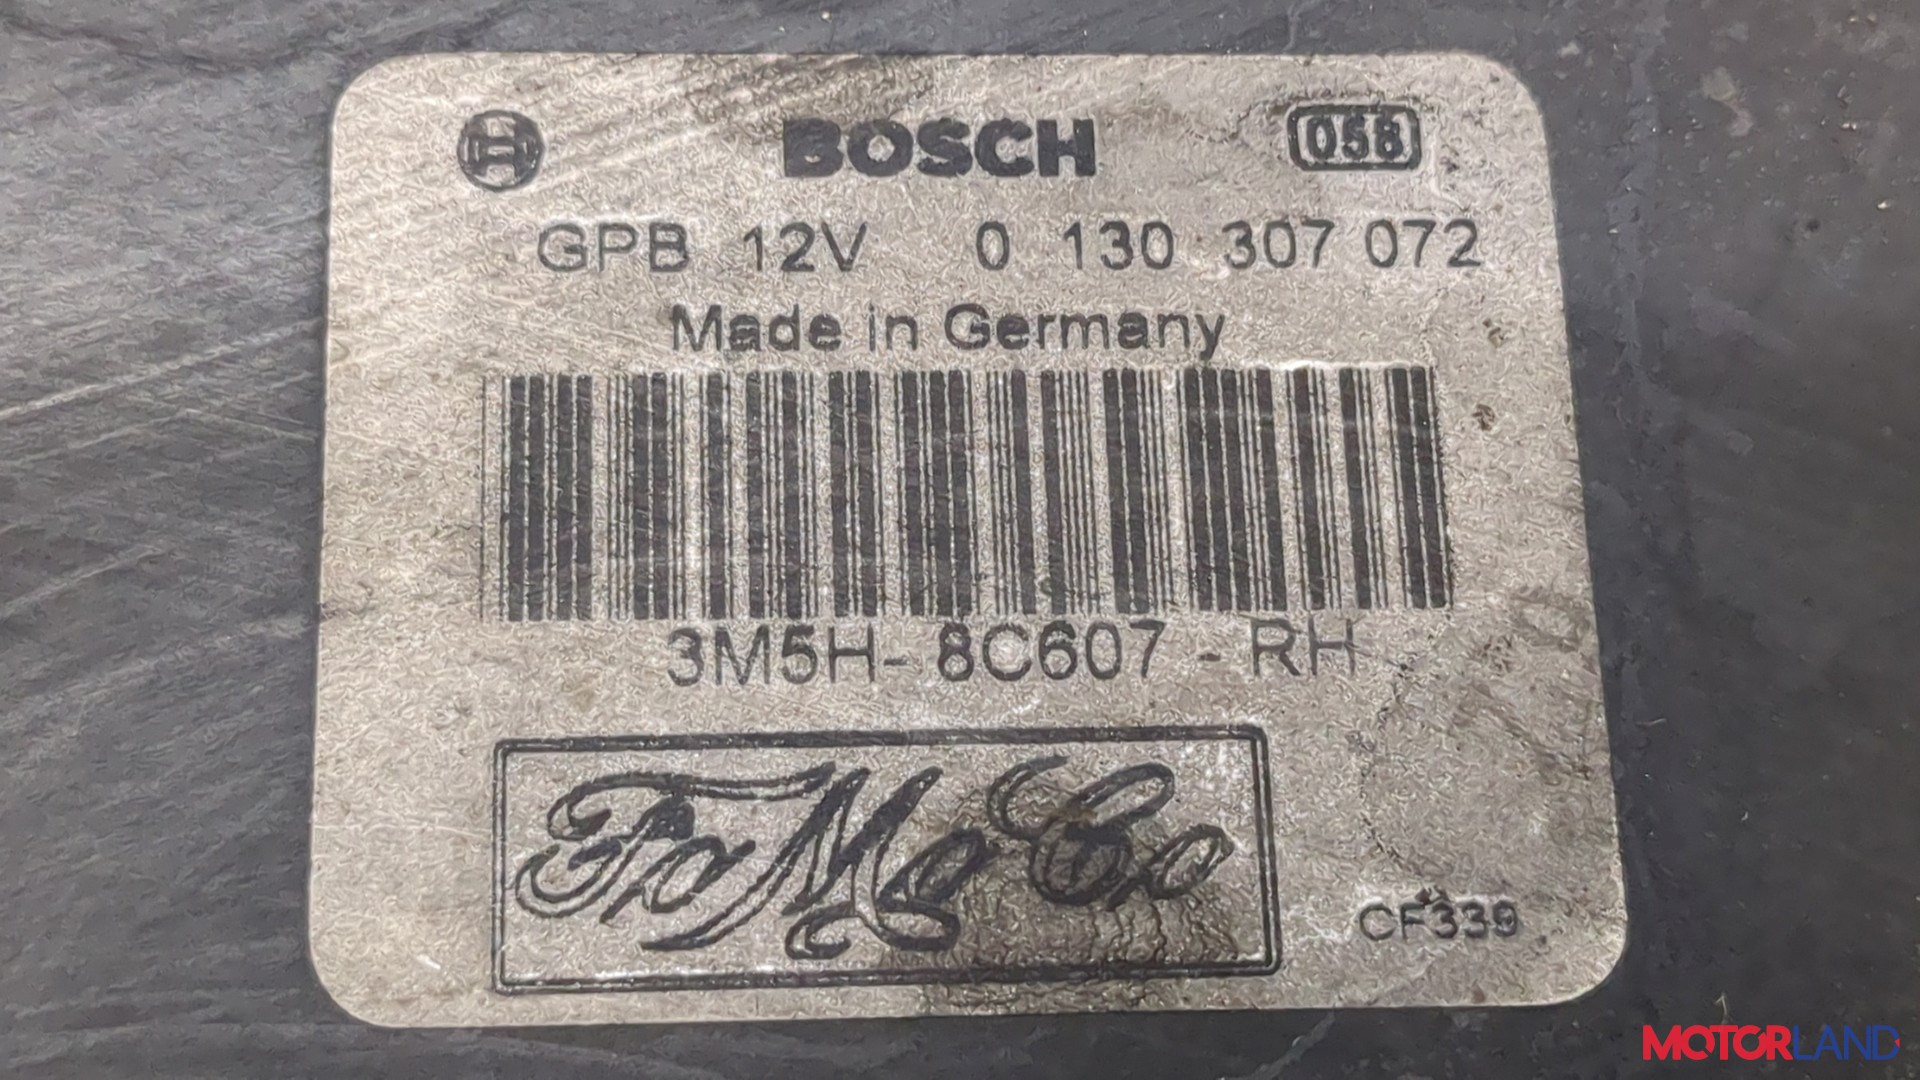 BOSCH 058
GPB 12V 0 130 307 072
Made in Germany
3M5H- 8C607 - RH
FoMoCo
CF339
MOTORLAND